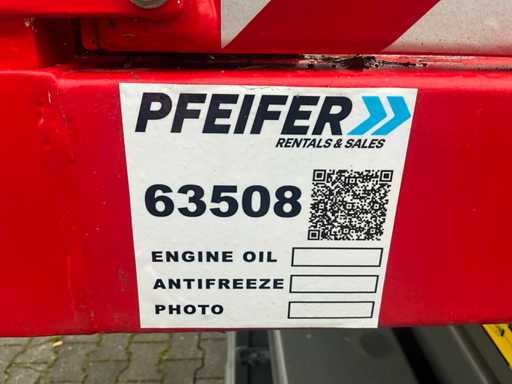 PFEIFER
RENTALS & SALES
63508
ENGINE OIL
ANTIFREEZE
PHOTO